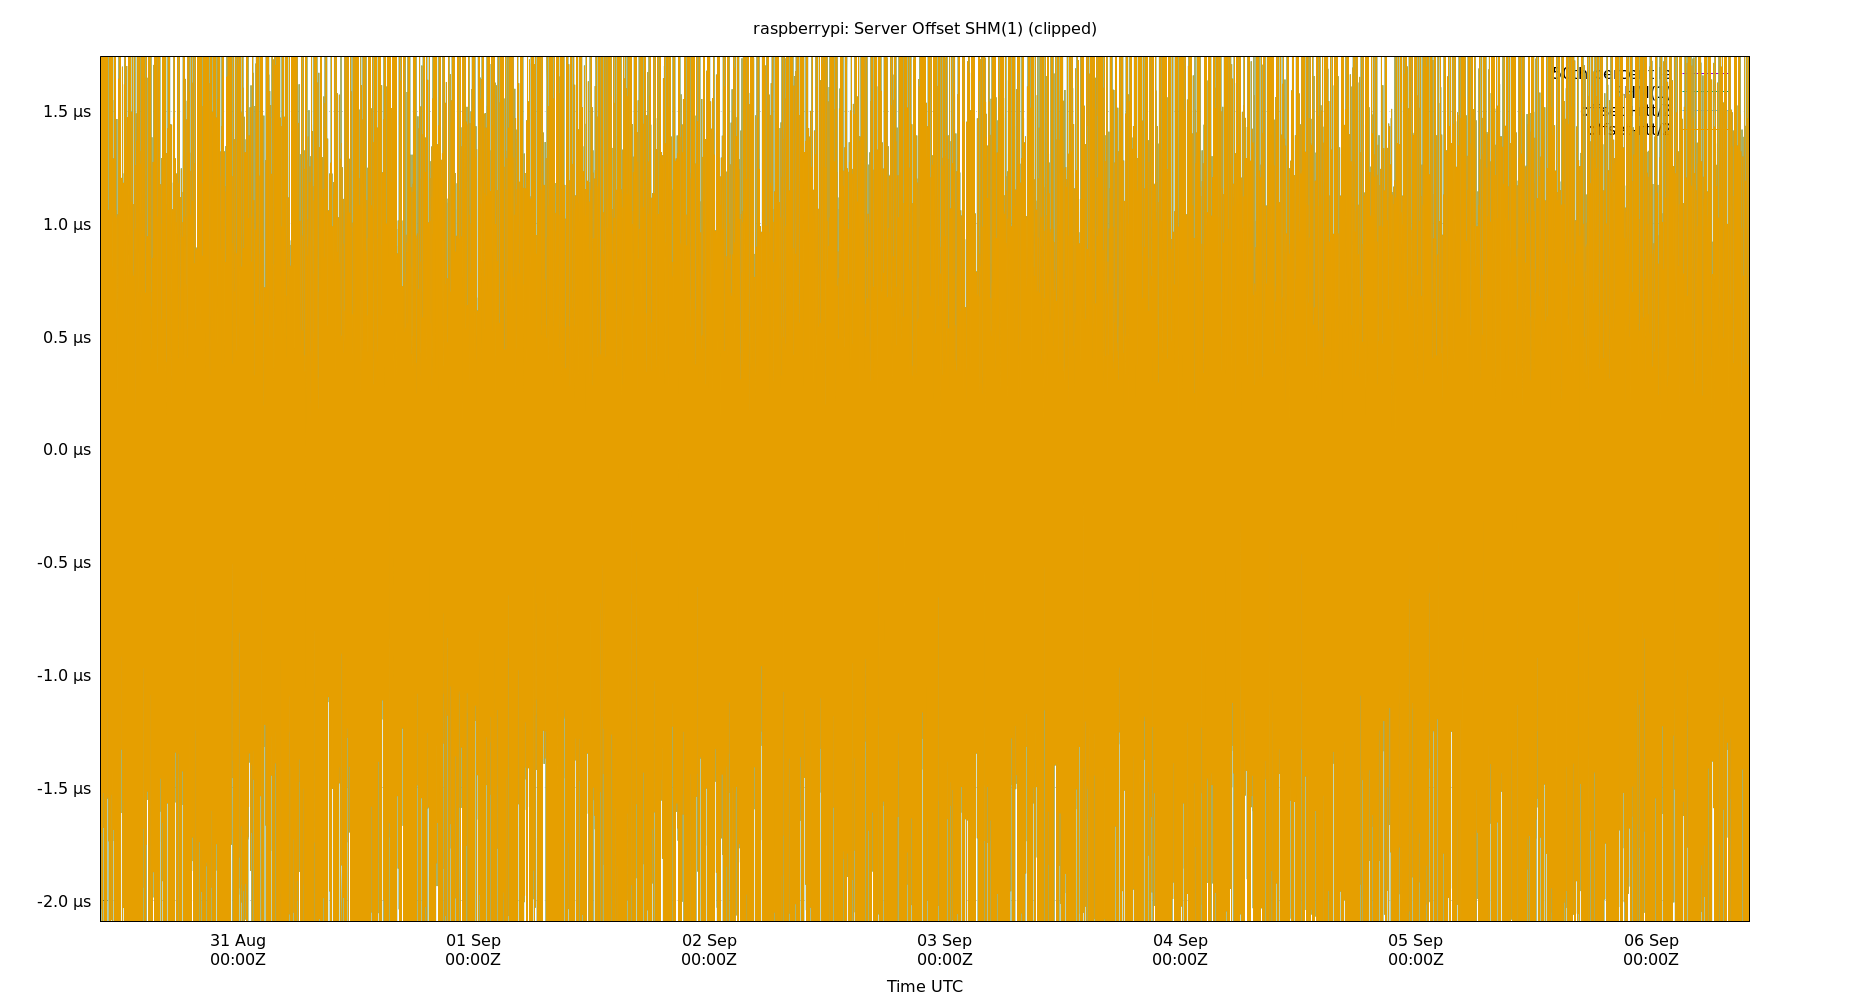 raspberrypi: Server Offset SHM(1) (clipped)
1.5 µs
1.0 µs
0.5 µs
0.0 µs
-0.5 µs
-1.0 µs
-1.5 µs
-2.0 µs
31 Aug 01 Sep 02 Sep 03 Sep 04 Sep 05 Sep 06 Sep
00:00Z 00:00Z 00:00Z 00:00Z 00:00Z 00:00Z 00:00Z
Time UTC